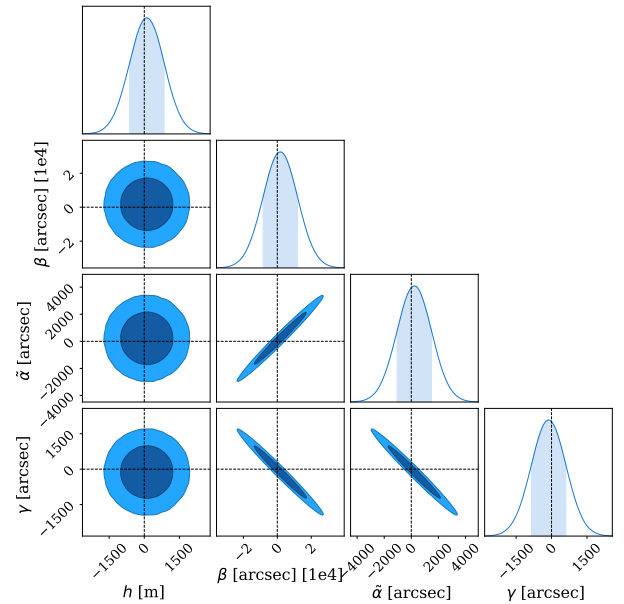 β [arcsec] [1e4]
2
0
−2
α̃ [arcsec]
4000
2000
0
−2000
−4000
γ [arcsec]
1500
0
−1500
−1500 0 1500
h [m]
−2 0 2
β [arcsec] [1e4]
−4000 −2000 0 2000 4000
α̃ [arcsec]
−1500 0 1500
γ [arcsec]